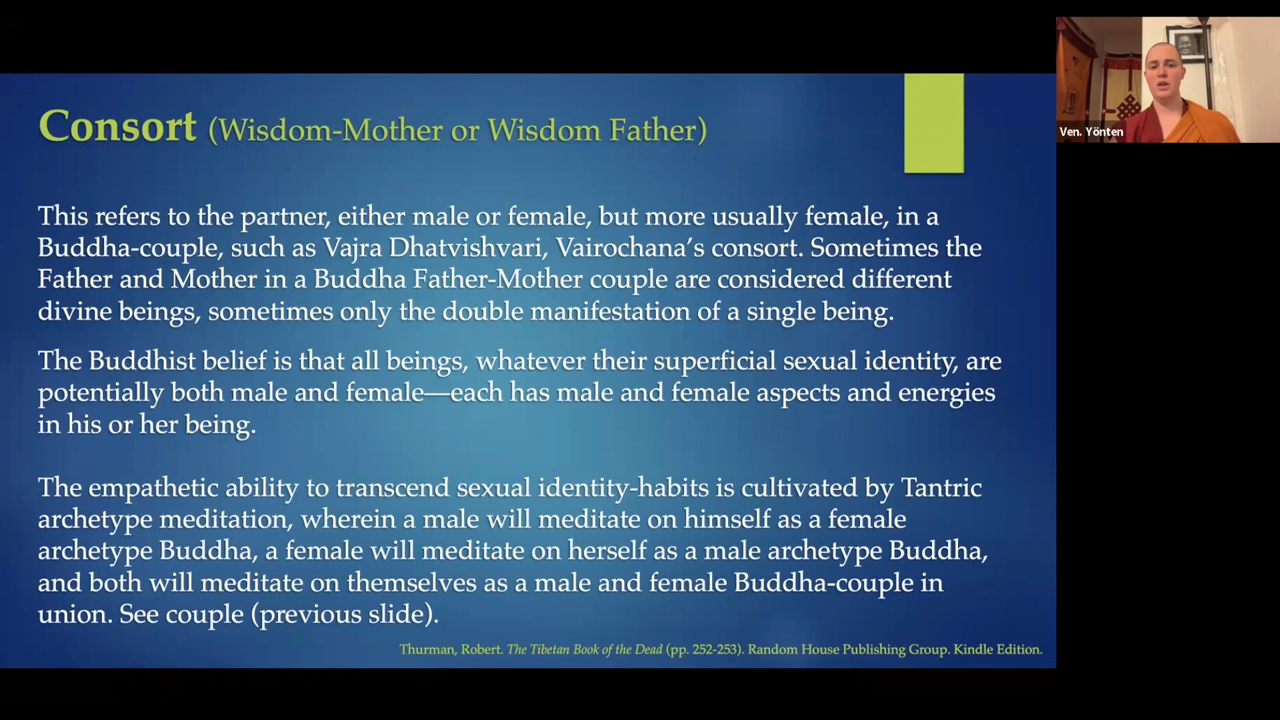 Consort (Wisdom-Mother or Wisdom Father)
This refers to the partner, either male or female, but more usually female, in a
Buddha-couple, such as Vajra Dhatvishvari, Vairochana’s consort. Sometimes the
Father and Mother in a Buddha Father-Mother couple are considered different
divine beings, sometimes only the double manifestation of a single being.
The Buddhist belief is that all beings, whatever their superficial sexual identity, are
potentially both male and female—each has male and female aspects and energies
in his or her being.
The empathetic ability to transcend sexual identity-habits is cultivated by Tantric
archetype meditation, wherein a male will meditate on himself as a female
archetype Buddha, a female will meditate on herself as a male archetype Buddha,
and both will meditate on themselves as a male and female Buddha-couple in
union. See couple (previous slide).
Thurman, Robert. The Tibetan Book of the Dead (pp. 252-253). Random House Publishing Group. Kindle Edition.
Ven. Yönten